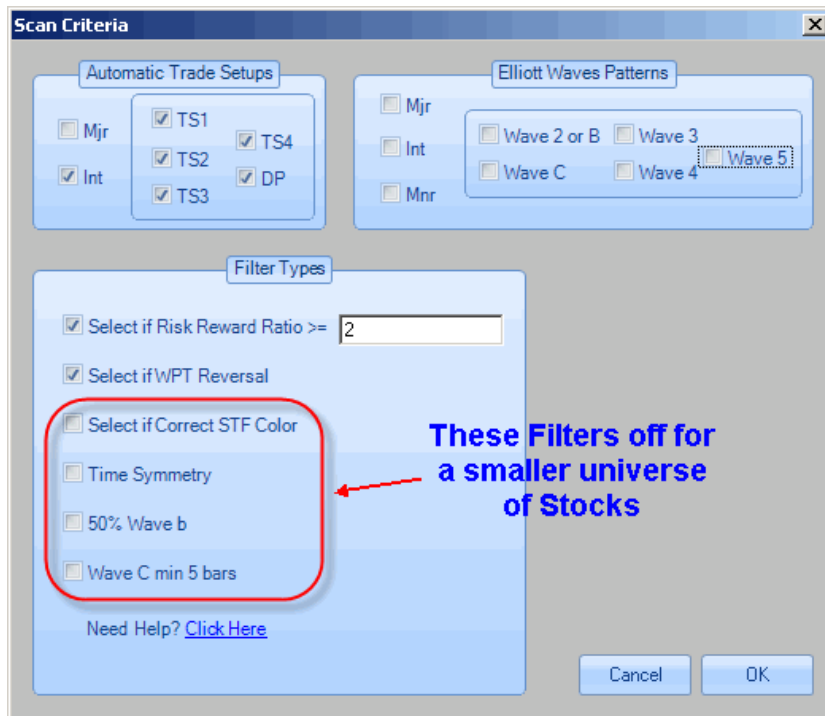 Scan Criteria
Automatic Trade Setups
Mjr
Int
TS1
TS2
TS3
TS4
DP
Elliott Waves Patterns
Mjr
Int
Mnr
Wave 2 or B
Wave 3
Wave 5
Wave C
Wave 4
Filter Types
Select if Risk Reward Ratio >= 2
Select if WPT Reversal
Select if Correct STF Color
Time Symmetry
50% Wave b
Wave C min 5 bars
Need Help? Click Here
These Filters off for
a smaller universe
of Stocks
Cancel
OK